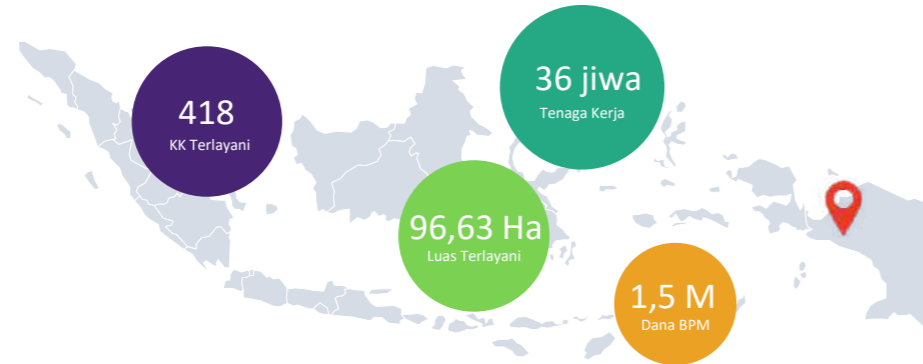 418
KK Terlayani
36 jiwa
Tenaga Kerja
96,63 Ha
Luas Terlayani
1,5 M
Dana BPM